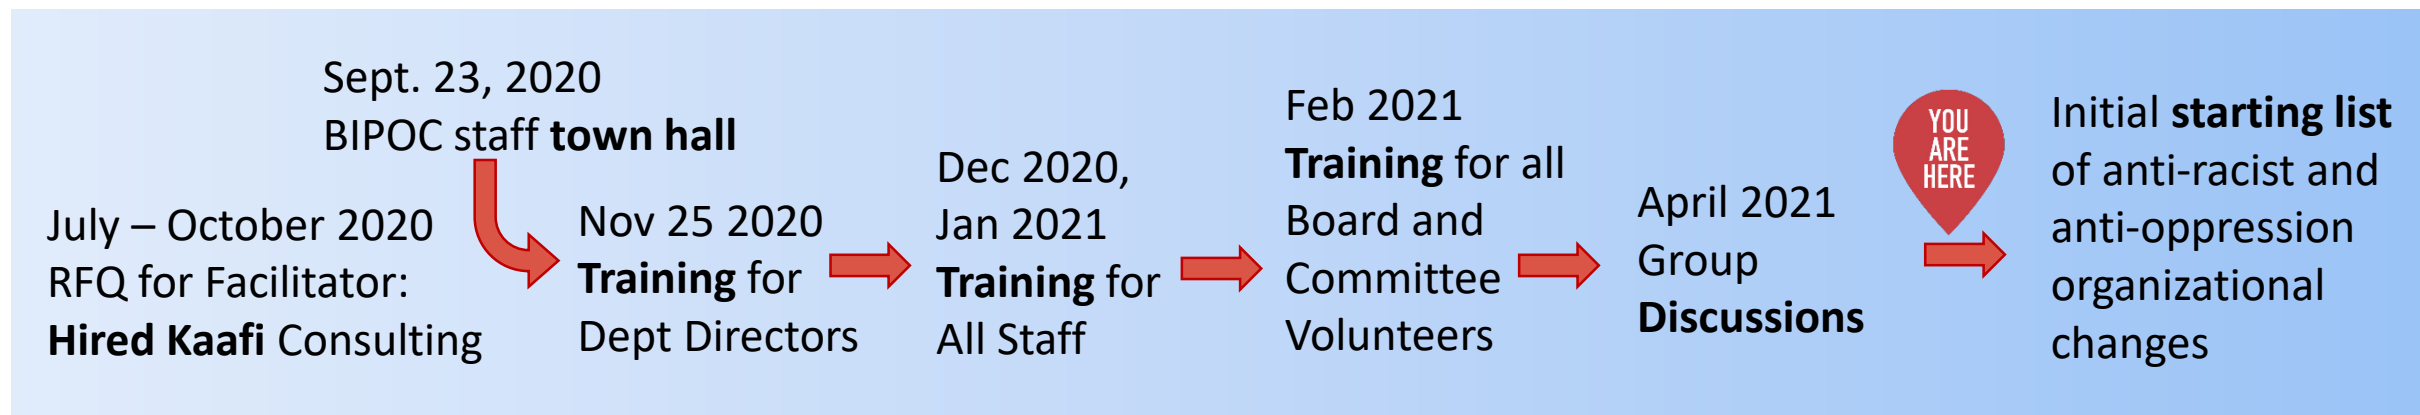 July – October 2020
RFQ for Facilitator:
Hired Kaafi Consulting
Sept. 23, 2020
BIPOC staff town hall
Nov 25 2020
Training for
Dept Directors
Dec 2020,
Jan 2021
Training for
All Staff
Feb 2021
Training for all
Board and
Committee
Volunteers
April 2021
Group
Discussions
YOU
ARE
HERE
Initial starting list
of anti-racist and
anti-oppression
organizational
changes